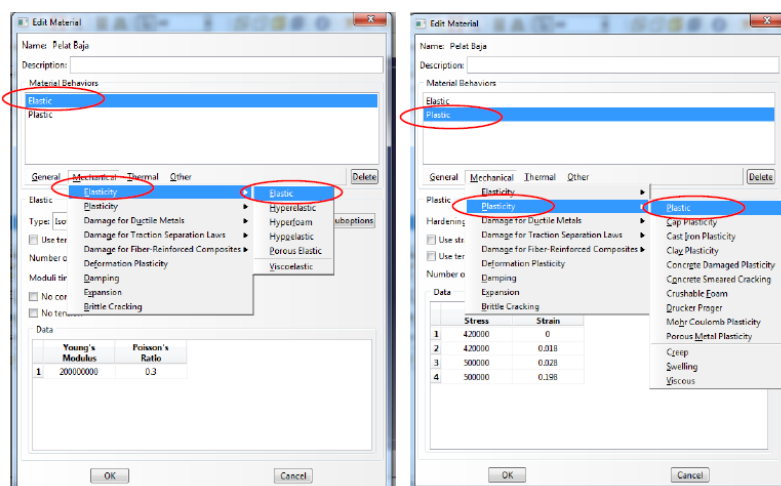 Edit Material
Name: Pelat Baja
Description:
Material Behaviors
Elastic
Plastic
General Mechanical Thermal Other Delete
Elasticity
Plasticity
Damage for Ductile Metals
Damage for Traction Separation Laws
Damage for Fiber-Reinforced Composites
Deformation Plasticity
Damping
Expansion
Brittle Cracking
Elastic
Hyperelastic
Hyperfoam
Hypoelastic
Porous Elastic
Viscoelastic
Elastic
Type: Iso
Use te
Number o
Moduli tim
No co
No ten
Data
Young's Poisson's
Modulus Ratio
1 200000000 0.3
OK Cancel
Edit Material
Name: Pelat Baja
Description:
Material Behaviors
Elastic
Plastic
General Mechanical Thermal Other Delete
Elasticity
Plasticity
Damage for Ductile Metals
Damage for Traction Separation Laws
Damage for Fiber-Reinforced Composites
Deformation Plasticity
Damping
Expansion
Brittle Cracking
Plastic
Cap Plasticity
Cast Iron Plasticity
Clay Plasticity
Concrete Damaged Plasticity
Concrete Smeared Cracking
Crushable Foam
Drucker Prager
Mohr Coulomb Plasticity
Porous Metal Plasticity
Creep
Swelling
Viscous
Plastic
Hardening
Use str
Use te
Number o
Data
Stress Strain
1 420000 0
2 420000 0.018
3 500000 0.028
4 500000 0.198
OK Cancel